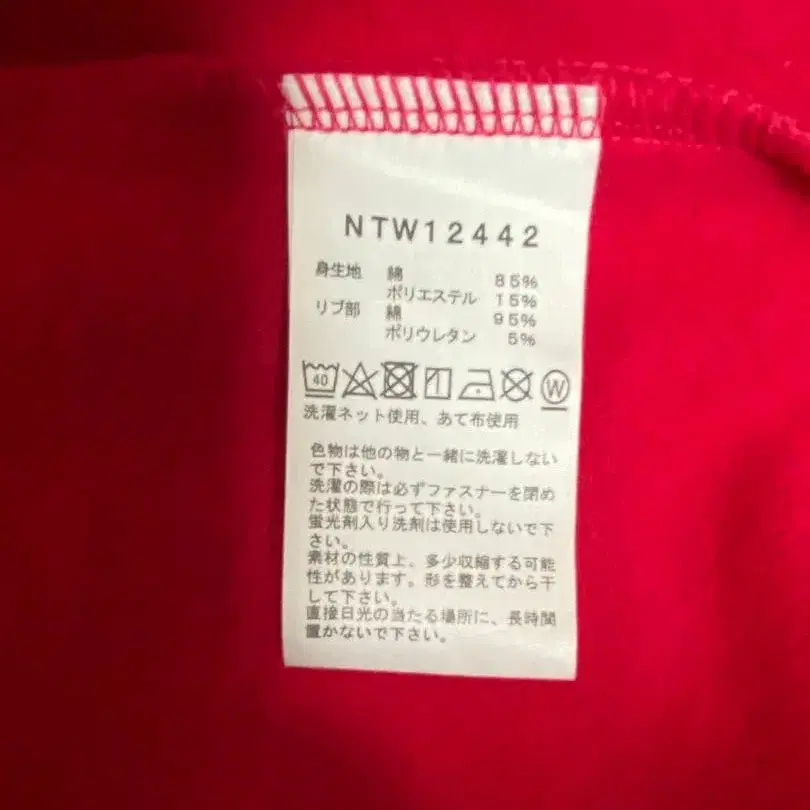 NTW12442
身生地 綿 85%
ポリエステル 15%
リブ部 綿 95%
ポリウレタン 5%
40 W
洗濯ネット使用、あて布使用
色物は他の物と一緒に洗濯しない
で下さい。
洗濯の際は必ずファスナーを閉め
た状態で行って下さい。
蛍光剤入り洗剤は使用しないで下
さい。
素材の性質上、多少収縮する可能
性があります。形を整えてから干
して下さい。
直接日光の当たる場所に、長時間
置かないで下さい。